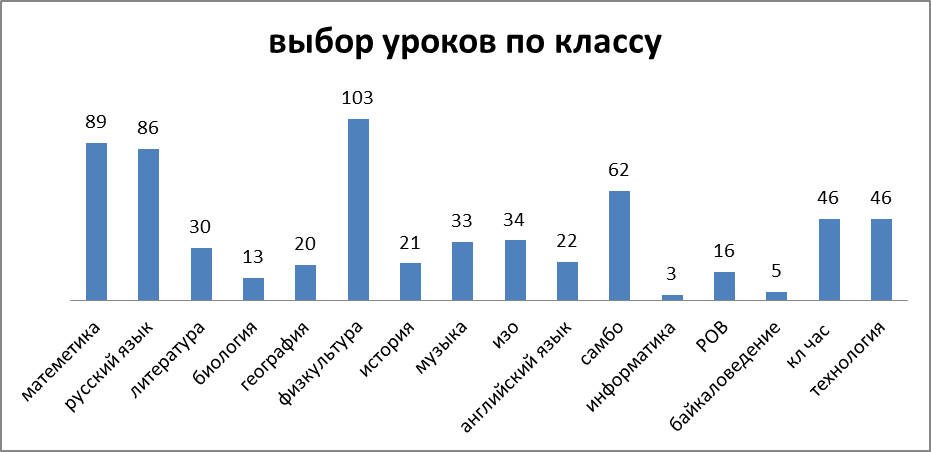 выбор уроков по классу
89
86
30
13
20
103
21
33
34
22
62
3
16
5
46
46
матеметика
русский язык
литература
биология
география
физкультура
история
музыка
изо
английский язык
самбо
информатика
РОВ
байкаловедение
кл час
технология